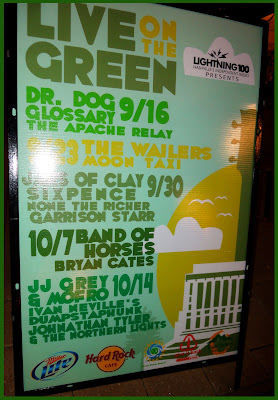 LIVE ON
THE
GREEN
LIGHTNING 100
NASHVILLE'S INDEPENDENT RADIO
PRESENTS
DR. DOG 9/16
GLOSSARY
THE APACHE RELAY
9/23 THE WAILERS
MOON TAXI
JARS OF CLAY 9/30
SIXPENCE
NONE THE RICHER
GARRISON STARR
10/7 BAND OF
HORSES
BRYAN CATES
JJ GREY 10/14
& MOFRO
IVAN NEVILLE'S
DUMPSTAPHUNK
JOHNATHAN TYLER
& THE NORTHERN LIGHTS
Miller
Lite
Hard Rock
CAFE